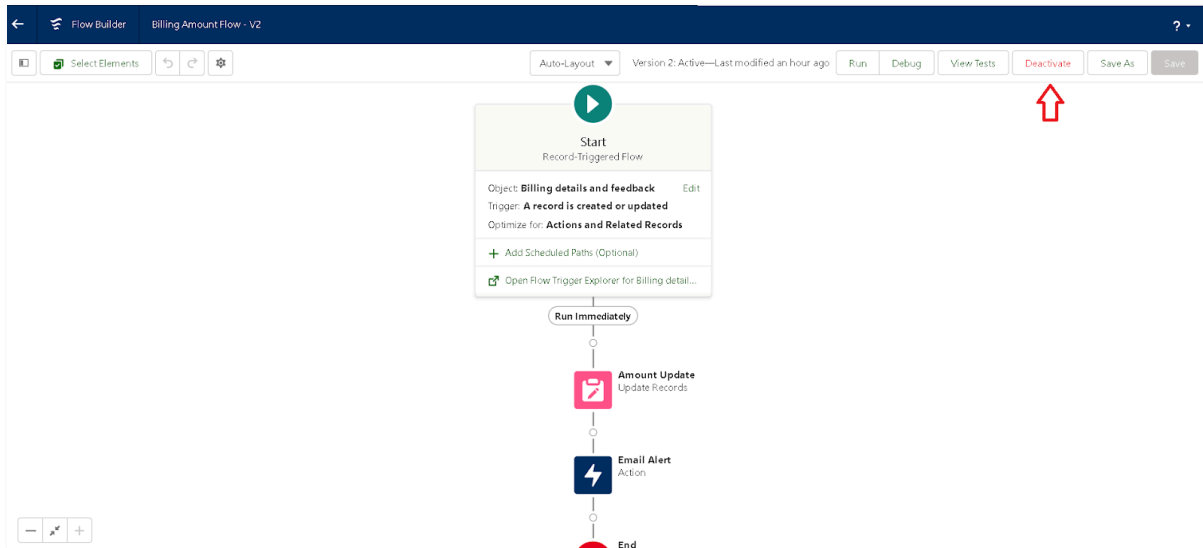 Flow Builder Billing Amount Flow - V2 ?
Select Elements Auto-Layout Version 2: Active—Last modified an hour ago Run Debug View Tests Deactivate Save As Save
Start
Record-Triggered Flow
Object: Billing details and feedback Edit
Trigger: A record is created or updated
Optimize for: Actions and Related Records
+ Add Scheduled Paths (Optional)
Open Flow Trigger Explorer for Billing detail...
Run Immediately
Amount Update
Update Records
Email Alert
Action
End